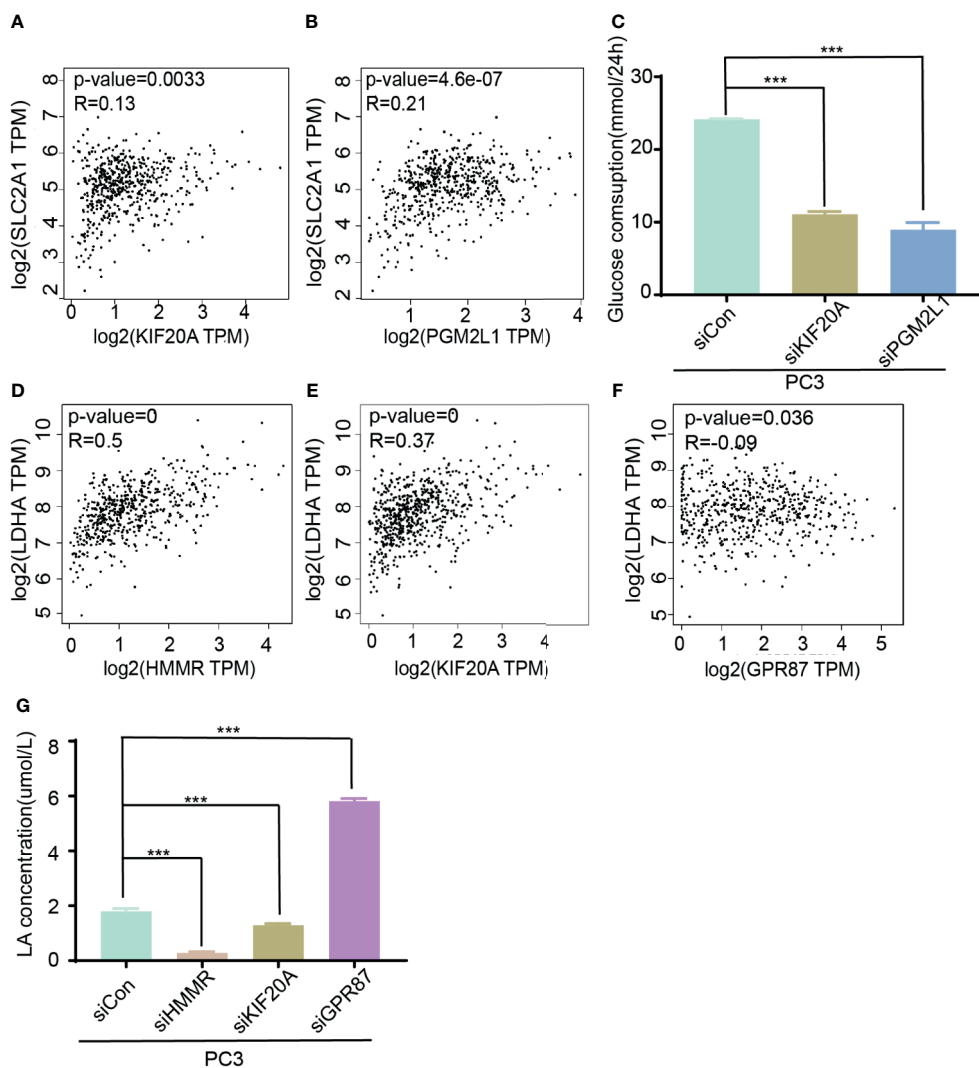 A
p-value=0.0033
R=0.13
log2(SLC2A1 TPM)
2 3 4 5 6 7 8
0 1 2 3 4
log2(KIF20A TPM)
B
p-value=4.6e-07
R=0.21
log2(SLC2A1 TPM)
2 3 4 5 6 7 8
1 2 3 4
log2(PGM2L1 TPM)
C
Glucose comsuption(mmol/24h)
30
20
10
0
***
***
siCon
siKIF20A
siPGM2L1
PC3
D
p-value=0
R=0.5
log2(LDHA TPM)
5 6 7 8 9 10
0 1 2 3 4
log2(HMMR TPM)
E
p-value=0
R=0.37
log2(LDHA TPM)
5 6 7 8 9 10
0 1 2 3 4
log2(KIF20A TPM)
F
p-value=0.036
R=-0.09
log2(LDHA TPM)
5 6 7 8 9 10
0 1 2 3 4 5
log2(GPR87 TPM)
G
LA concentration(umol/L)
8
6
4
2
0
***
***
***
siCon
siHMMR
siKIF20A
siGPR87
PC3